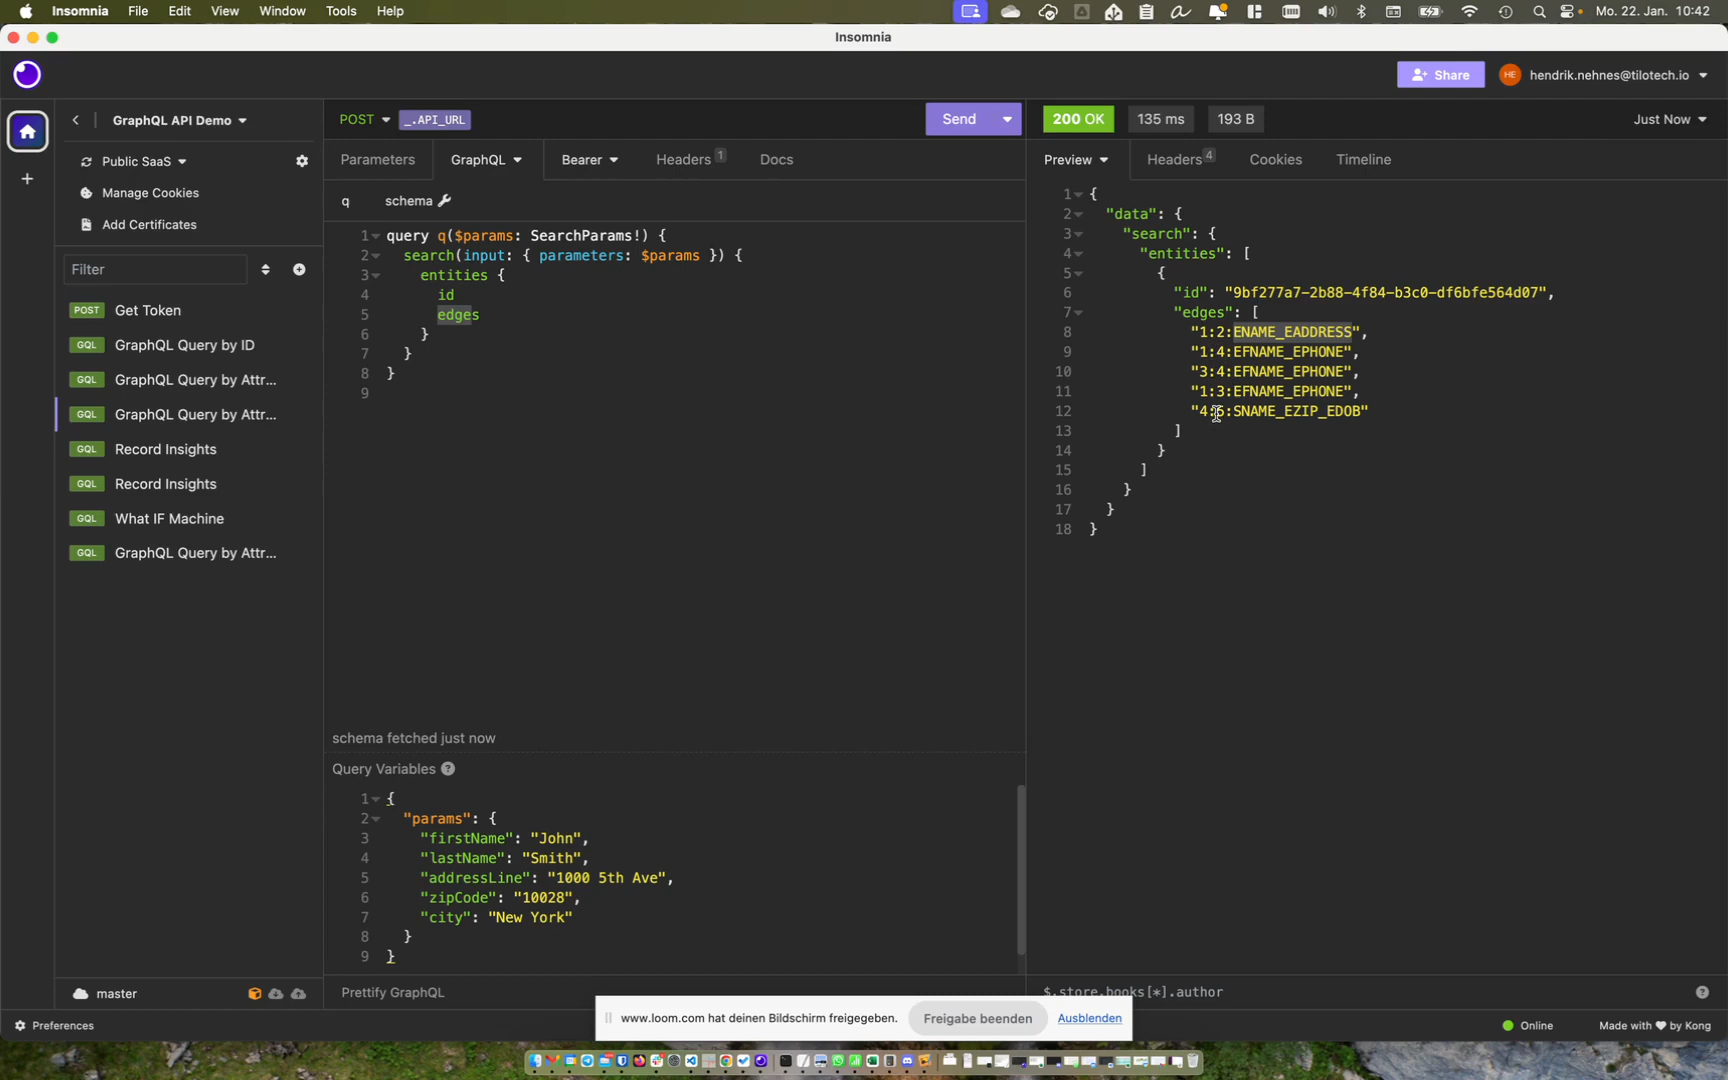 Insomnia File Edit View Window Tools Help Mo. 22. Jan. 10:42
Insomnia
Share HE hendrik.nehnes@tilotech.io
GraphQL API Demo
Public SaaS
Manage Cookies
Add Certificates
Filter
POST Get Token
GQL GraphQL Query by ID
GQL GraphQL Query by Attr...
GQL GraphQL Query by Attr...
GQL Record Insights
GQL Record Insights
GQL What IF Machine
GQL GraphQL Query by Attr...
master
Preferences
POST _.API_URL Send
Parameters GraphQL Bearer Headers 1 Docs
q schema
1 query q($params: SearchParams!) {
2 search(input: { parameters: $params }) {
3 entities {
4 id
5 edges
6 }
7 }
8 }
9
schema fetched just now
Query Variables ?
1 {
2 "params": {
3 "firstName": "John",
4 "lastName": "Smith",
5 "addressLine": "1000 5th Ave",
6 "zipCode": "10028",
7 "city": "New York"
8 }
9 }
Prettify GraphQL
200 OK 135 ms 193 B Just Now
Preview Headers 4 Cookies Timeline
1 {
2 "data": {
3 "search": {
4 "entities": [
5 {
6 "id": "9bf277a7-2b88-4f84-b3c0-df6bfe564d07",
7 "edges": [
8 "1:2:ENAME_EADDRESS",
9 "1:4:EFNAME_EPHONE",
10 "3:4:EFNAME_EPHONE",
11 "1:3:EFNAME_EPHONE",
12 "4: :SNAME_EZIP_EDOB"
13 ]
14 }
15 ]
16 }
17 }
18 }
$.store.books[*].author ?
www.loom.com hat deinen Bildschirm freigegeben. Freigabe beenden Ausblenden
Online Made with ♥ by Kong